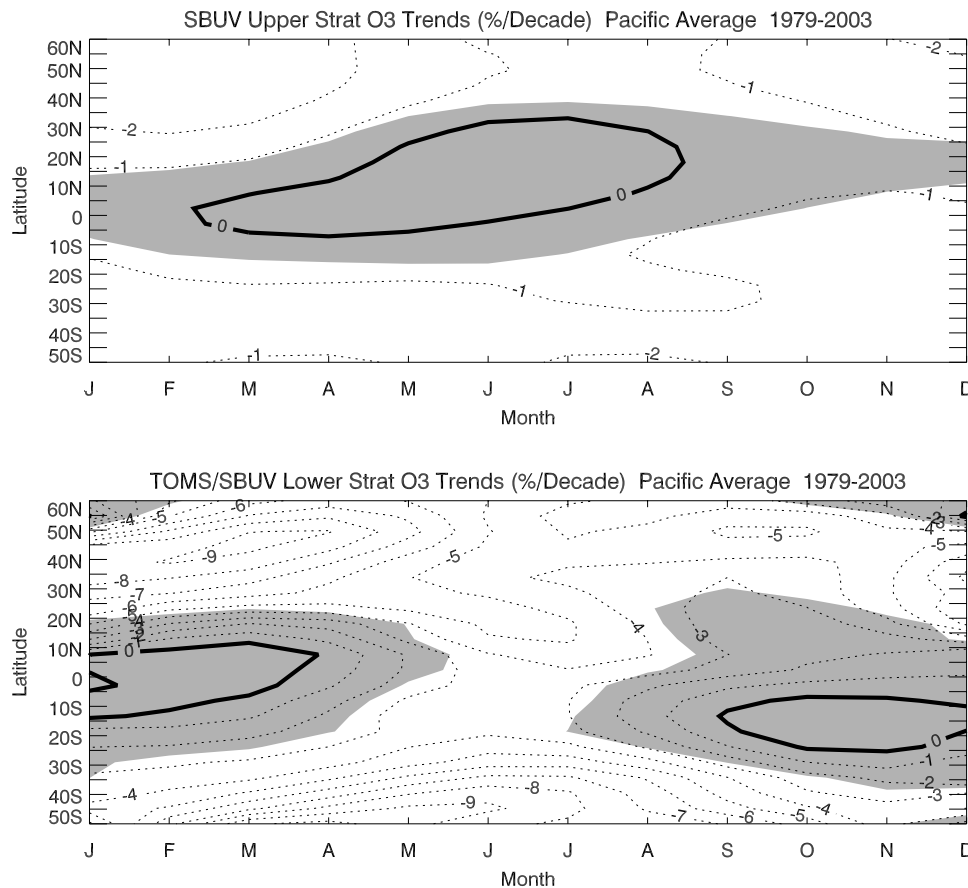 SBUV Upper Strat O3 Trends (%/Decade)  Pacific Average  1979-2003
60N
-2
50N
-1
40N
30N
-2
20N
-1
10N
0
-1
0
0
10S
20S
-1
30S
40S
-1
-2
50S
Latitude
J F M A M J J A S O N D
Month
TOMS/SBUV Lower Strat O3 Trends (%/Decade)  Pacific Average  1979-2003
60N
-4 -5 -6
-2
-3
50N
-4
-5
-5
-9
-5
40N
-8
-7
30N
-6
-5
-4
-3
-1
20N
-4
-3
10N
0
0
10S
20S
0
-1
30S
-2
-3
40S
-4
-9
-8
-7
-6
-5
-4
50S
Latitude
J F M A M J J A S O N D
Month